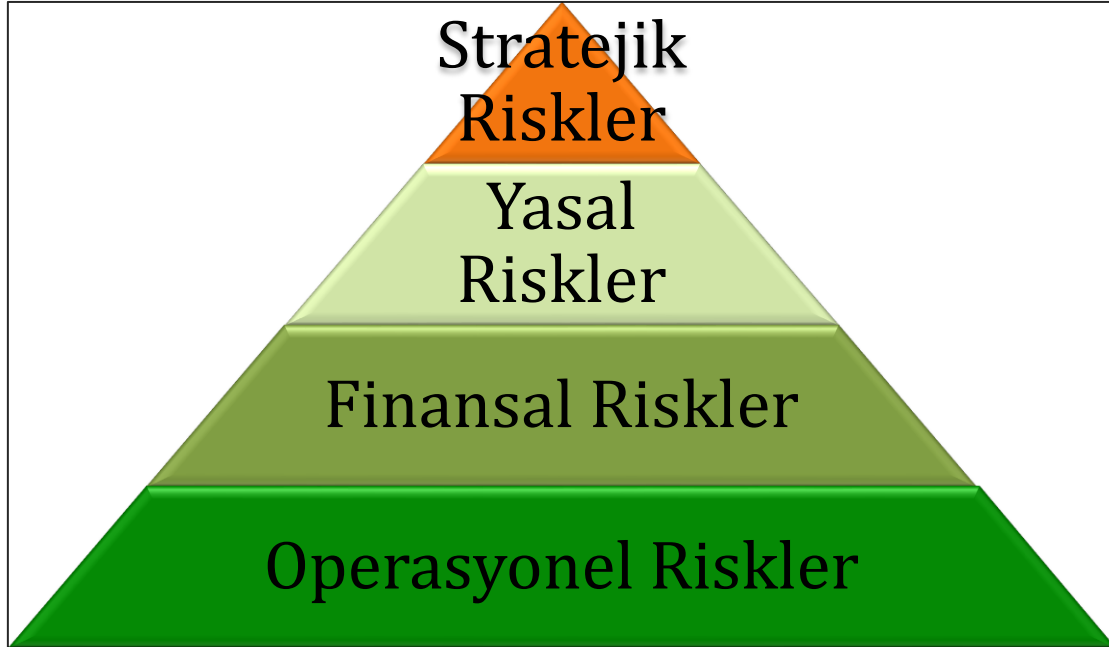 Stratejik
Riskler
Yasal
Riskler
Finansal Riskler
Operasyonel Riskler